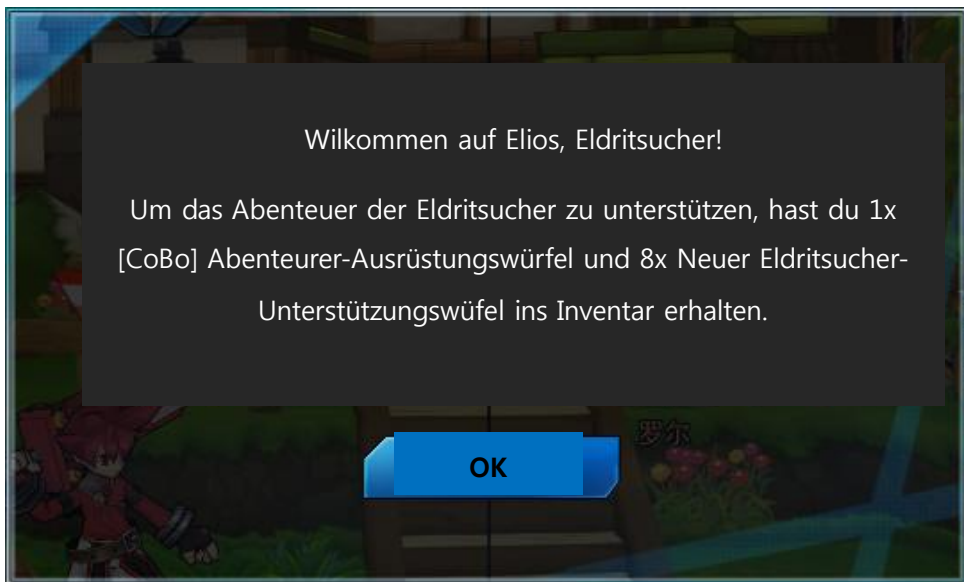 Wilkommen auf Elios, Eldritsucher!
Um das Abenteuer der Eldritsucher zu unterstützen, hast du 1x
[CoBo] Abenteurer-Ausrüstungswürfel und 8x Neuer Eldritsucher-
Unterstützungswüfel ins Inventar erhalten.
罗尔
OK